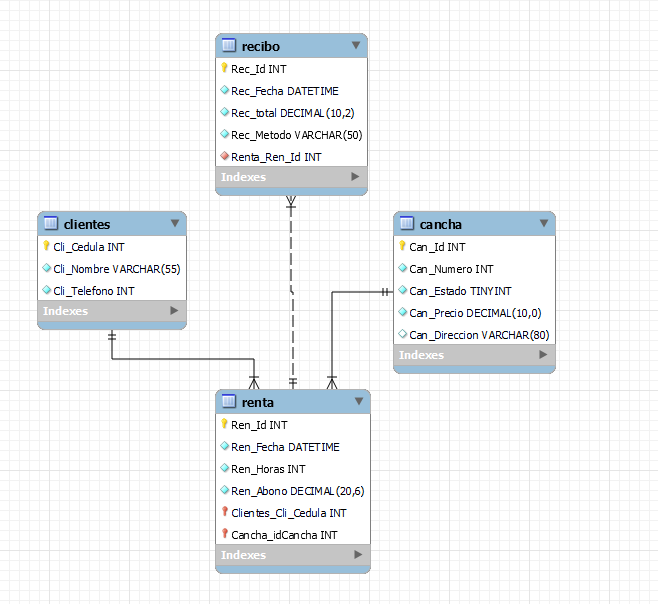 recibo
Rec_Id INT
Rec_Fecha DATETIME
Rec_total DECIMAL(10,2)
Rec_Metodo VARCHAR(50)
Renta_Ren_Id INT
Indexes
clientes
Cli_Cedula INT
Cli_Nombre VARCHAR(55)
Cli_Telefono INT
Indexes
cancha
Can_Id INT
Can_Numero INT
Can_Estado TINYINT
Can_Precio DECIMAL(10,0)
Can_Direccion VARCHAR(80)
Indexes
renta
Ren_Id INT
Ren_Fecha DATETIME
Ren_Horas INT
Ren_Abono DECIMAL(20,6)
Clientes_Cli_Cedula INT
Cancha_idCancha INT
Indexes